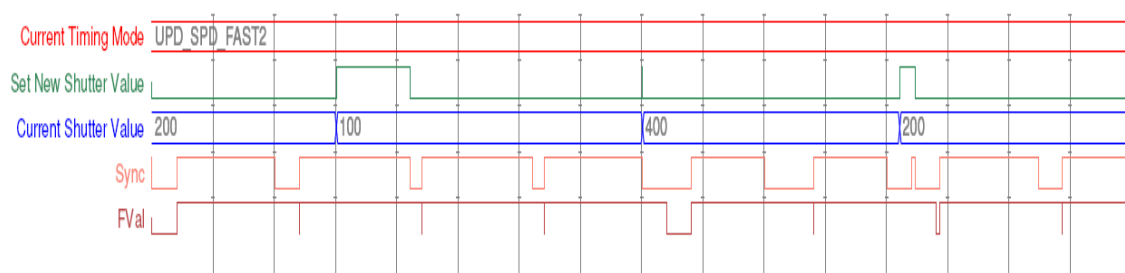 Current Timing Mode UPD_SPD_FAST2
Set New Shutter Value
Current Shutter Value 200 100 400 200
Sync
FVal